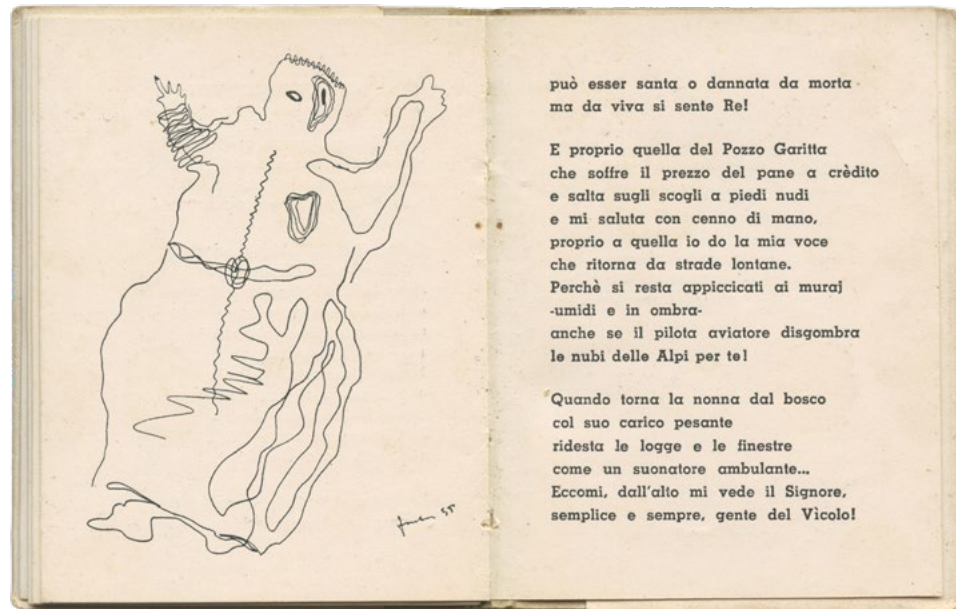 può esser santa o dannata da morta
ma da viva si sente Re!
E proprio quella del Pozzo Garitta
che soffre il prezzo del pane a crèdito
e salta sugli scogli a piedi nudi
e mi saluta con cenno di mano,
proprio a quella io do la mia voce
che ritorna da strade lontane.
Perchè si resta appiccicati ai muraj
-umidi e in ombra-
anche se il pilota aviatore disgombra
le nubi delle Alpi per te!
Quando torna la nonna dal bosco
col suo carico pesante
ridesta le logge e le finestre
come un suonatore ambulante...
Eccomi, dall'alto mi vede il Signore,
semplice e sempre, gente del Vìcolo!